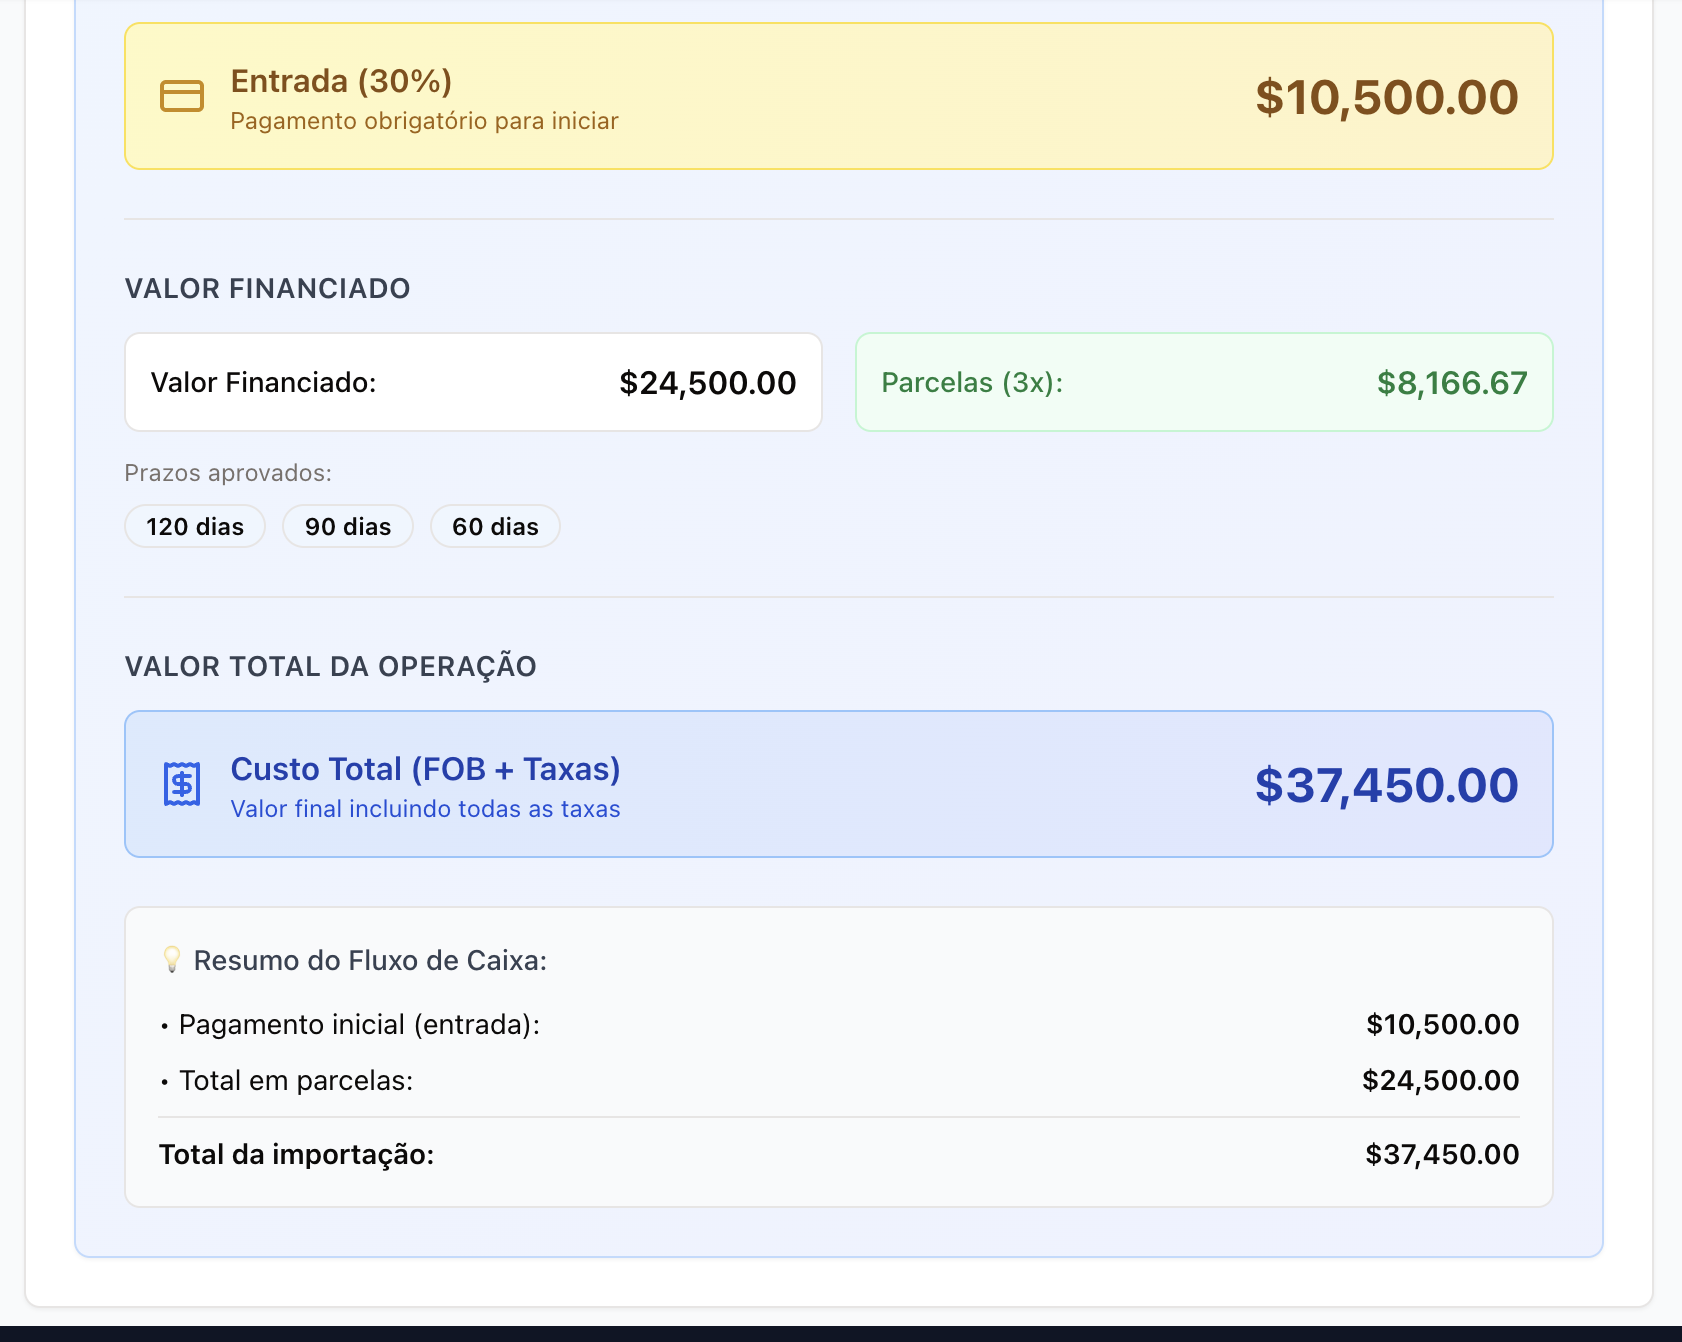 Entrada (30%)
Pagamento obrigatório para iniciar
$10,500.00
VALOR FINANCIADO
Valor Financiado:
$24,500.00
Parcelas (3x):
$8,166.67
Prazos aprovados:
120 dias
90 dias
60 dias
VALOR TOTAL DA OPERAÇÃO
Custo Total (FOB + Taxas)
Valor final incluindo todas as taxas
$37,450.00
Resumo do Fluxo de Caixa:
• Pagamento inicial (entrada): $10,500.00
• Total em parcelas: $24,500.00
Total da importação: $37,450.00